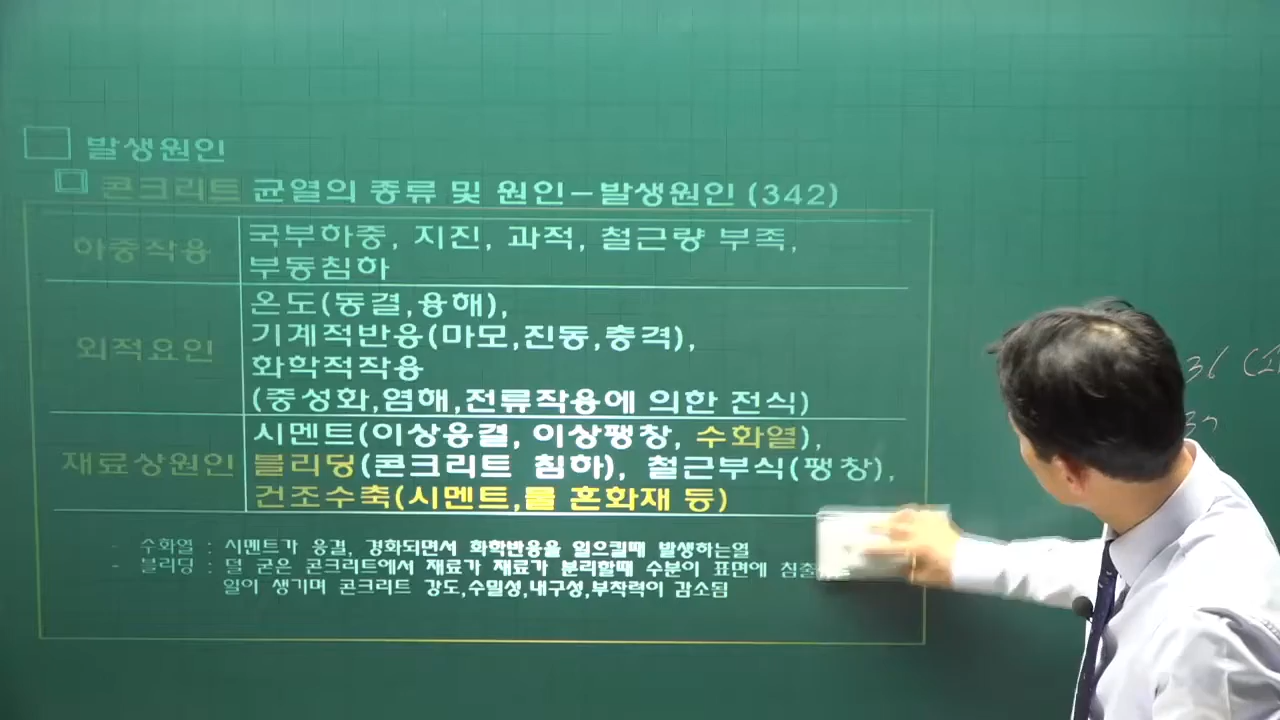 발생원인
콘크리트 균열의 종류 및 원인-발생원인 (342)
하중작용
국부하중, 지진, 과적, 철근량 부족,
부동침하
외적요인
온도(동결,융해),
기계적반응(마모,진동,충격),
화학적작용
(중성화,염해,전류작용에 의한 전식)
재료상원인
시멘트(이상응결, 이상팽창, 수화열),
블리딩(콘크리트 침하), 철근부식(팽창),
건조수축(시멘트,물 혼화재 등)
- 수화열 : 시멘트가 응결, 경화되면서 화학반응을 일으킬때 발생하는열
- 블리딩 : 덜 굳은 콘크리트에서 재료가 재료가 분리할때 수분이 표면에 침출
일이 생기며 콘크리트 강도,수밀성,내구성,부착력이 감소됨